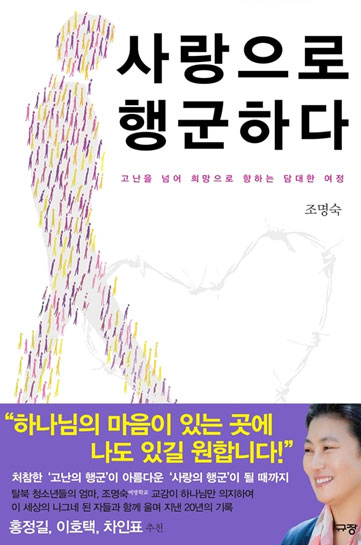 사랑으로
행군하다
고난을 넘어 희망으로 향하는 담대한 여정
조명숙
“하나님의 마음이 있는 곳에
나도 있길 원합니다!”
처참한 ‘고난의 행군’이 아름다운 ‘사랑의 행군’이 될 때까지
탈북 청소년들의 엄마, 조명숙 여명학교 교감이 하나님만 의지하여
이 세상의 나그네 된 자들과 함께 울며 지낸 20년의 기록
홍정길, 이호택, 차인표 추천
규장